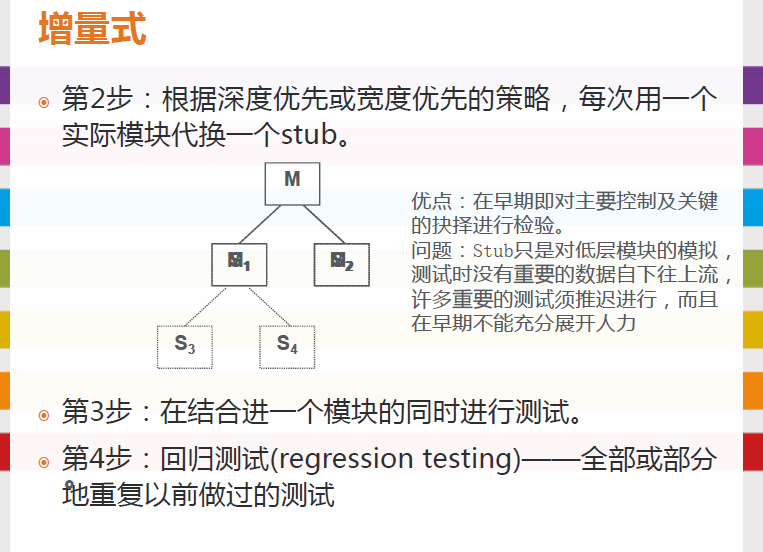 增量式
第2步：根据深度优先或宽度优先的策略，每次用一个
实际模块代换一个stub。
M
优点：在早期即对主要控制及关键
的抉择进行检验。
问题：Stub只是对低层模块的模拟，
测试时没有重要的数据自下往上流，
许多重要的测试须推迟进行，而且
在早期不能充分展开人力
S3 S4
第3步：在结合进一个模块的同时进行测试。
第4步：回归测试(regression testing)——全部或部分
地重复以前做过的测试